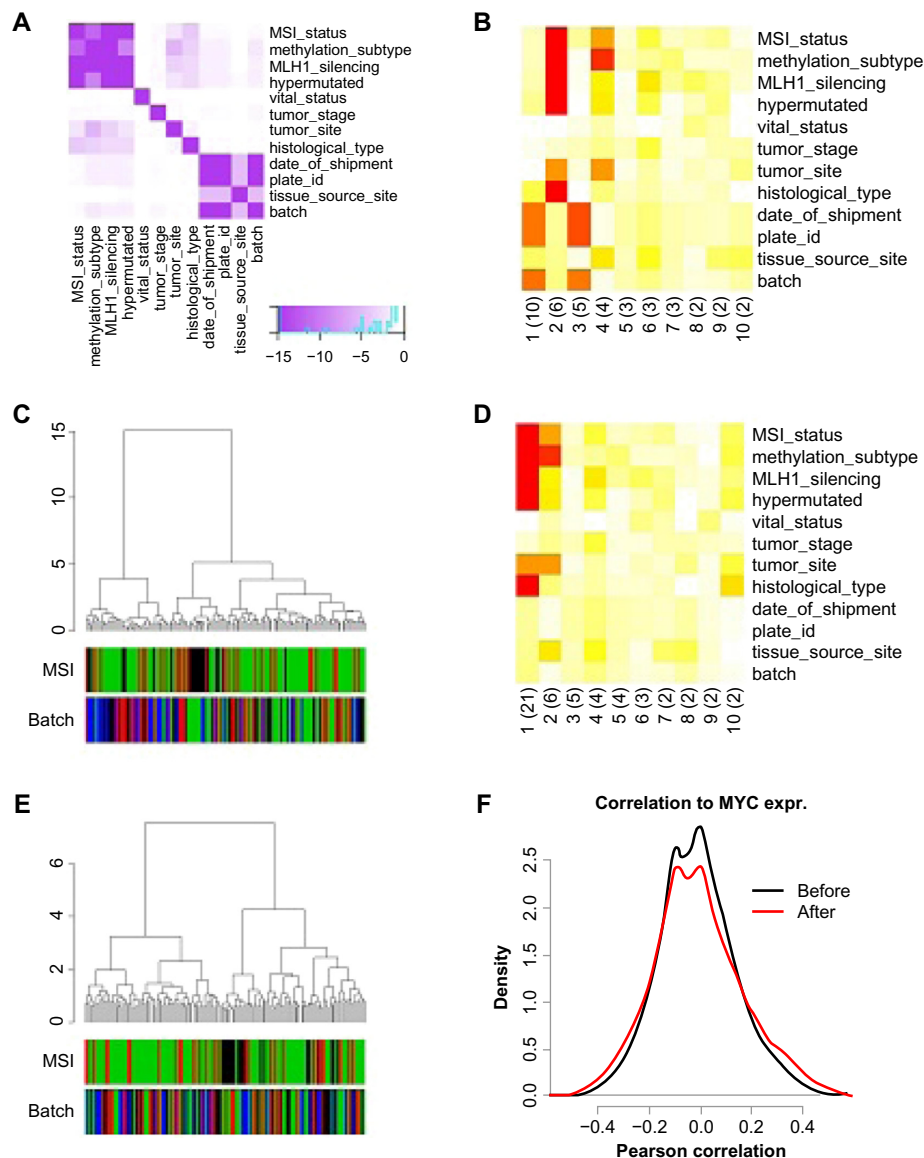 A
MSI_status
methylation_subtype
MLH1_silencing
hypermutated
vital_status
tumor_stage
tumor_site
histological_type
date_of_shipment
plate_id
tissue_source_site
batch
MSI_status
methylation_subtype
MLH1_silencing
hypermutated
vital_status
tumor_stage
tumor_site
histological_type
date_of_shipment
plate_id
tissue_source_site
batch
−15 −10 −5 0
B
MSI_status
methylation_subtype
MLH1_silencing
hypermutated
vital_status
tumor_stage
tumor_site
histological_type
date_of_shipment
plate_id
tissue_source_site
batch
1 (10)
2 (6)
3 (5)
4 (4)
5 (3)
6 (3)
7 (3)
8 (2)
9 (2)
10 (2)
C
15
10
5
0
MSI
Batch
D
MSI_status
methylation_subtype
MLH1_silencing
hypermutated
vital_status
tumor_stage
tumor_site
histological_type
date_of_shipment
plate_id
tissue_source_site
batch
1 (21)
2 (6)
3 (5)
4 (4)
5 (4)
6 (3)
7 (2)
8 (2)
9 (2)
10 (2)
E
6
4
2
0
MSI
Batch
F
Correlation to MYC expr.
Density
2.5
2.0
1.5
1.0
0.5
0.0
Before
After
−0.4 −0.2 0.0 0.2 0.4
Pearson correlation